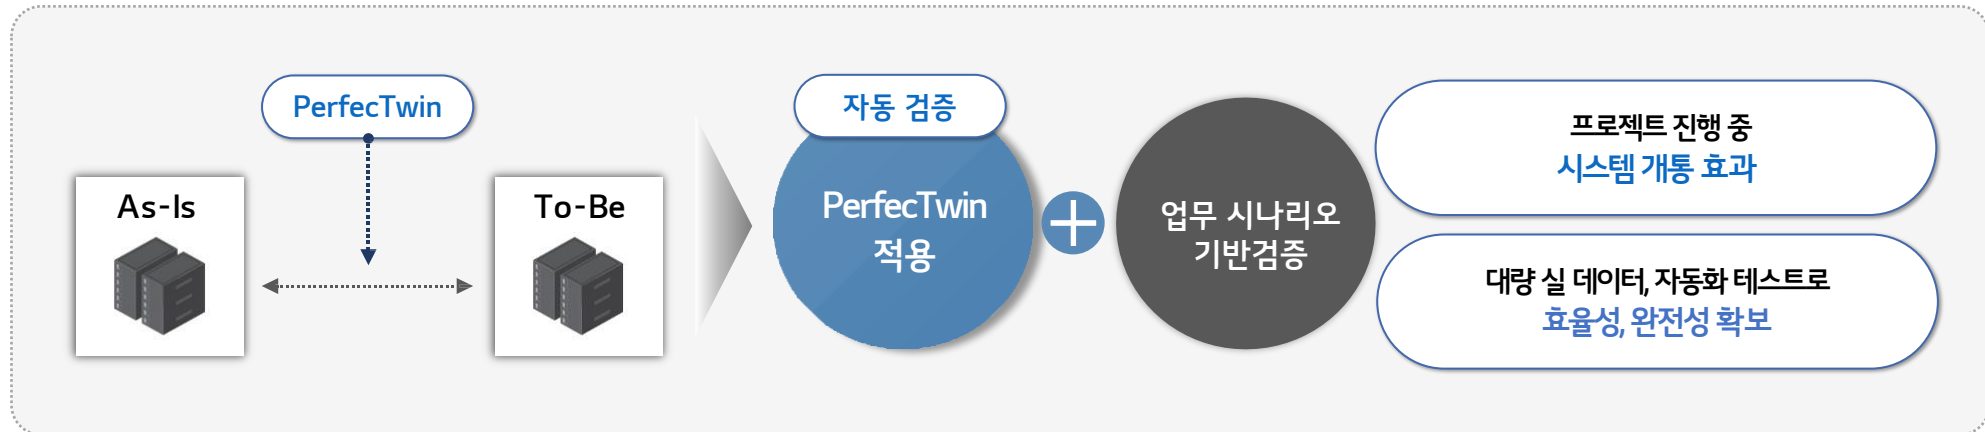 PerfecTwin
As-Is
To-Be
자동 검증
PerfecTwin
적용
업무 시나리오
기반검증
프로젝트 진행 중
시스템 개통 효과
대량 실 데이터, 자동화 테스트로
효율성, 완전성 확보